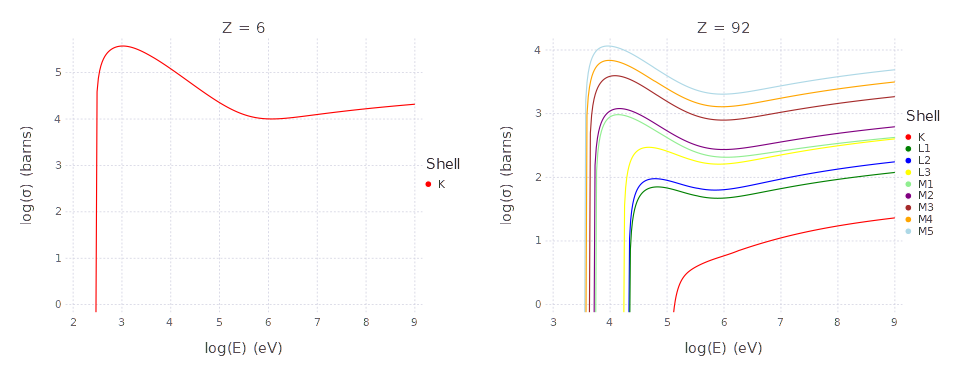 Z = 6
log(σ) (barns)
5
4
3
2
1
0
2 3 4 5 6 7 8 9
log(E) (eV)
Shell
K
Z = 92
log(σ) (barns)
4
3
2
1
0
3 4 5 6 7 8 9
log(E) (eV)
Shell
K
L1
L2
L3
M1
M2
M3
M4
M5